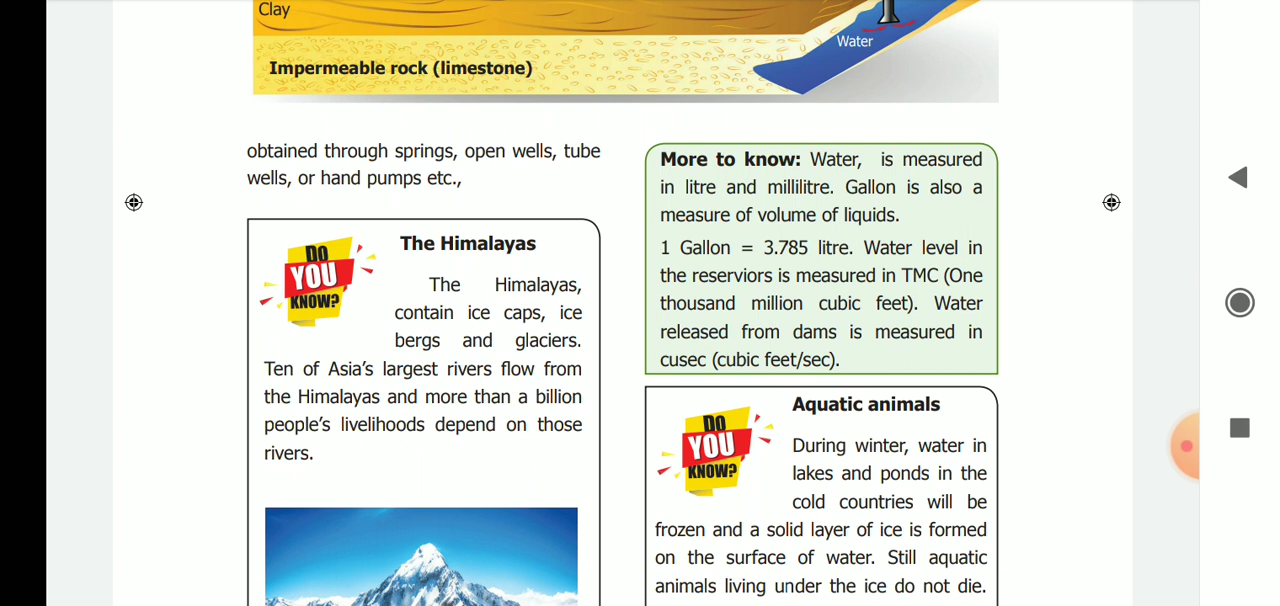 Clay
Water
Impermeable rock (limestone)
obtained through springs, open wells, tube
wells, or hand pumps etc.,
DO
YOU
KNOW?
The Himalayas
The Himalayas,
contain ice caps, ice
bergs and glaciers.
Ten of Asia's largest rivers flow from
the Himalayas and more than a billion
people's livelihoods depend on those
rivers.
More to know: Water, is measured
in litre and millilitre. Gallon is also a
measure of volume of liquids.
1 Gallon = 3.785 litre. Water level in
the reserviors is measured in TMC (One
thousand million cubic feet). Water
released from dams is measured in
cusec (cubic feet/sec).
DO
YOU
KNOW?
Aquatic animals
During winter, water in
lakes and ponds in the
cold countries will be
frozen and a solid layer of ice is formed
on the surface of water. Still aquatic
animals living under the ice do not die.